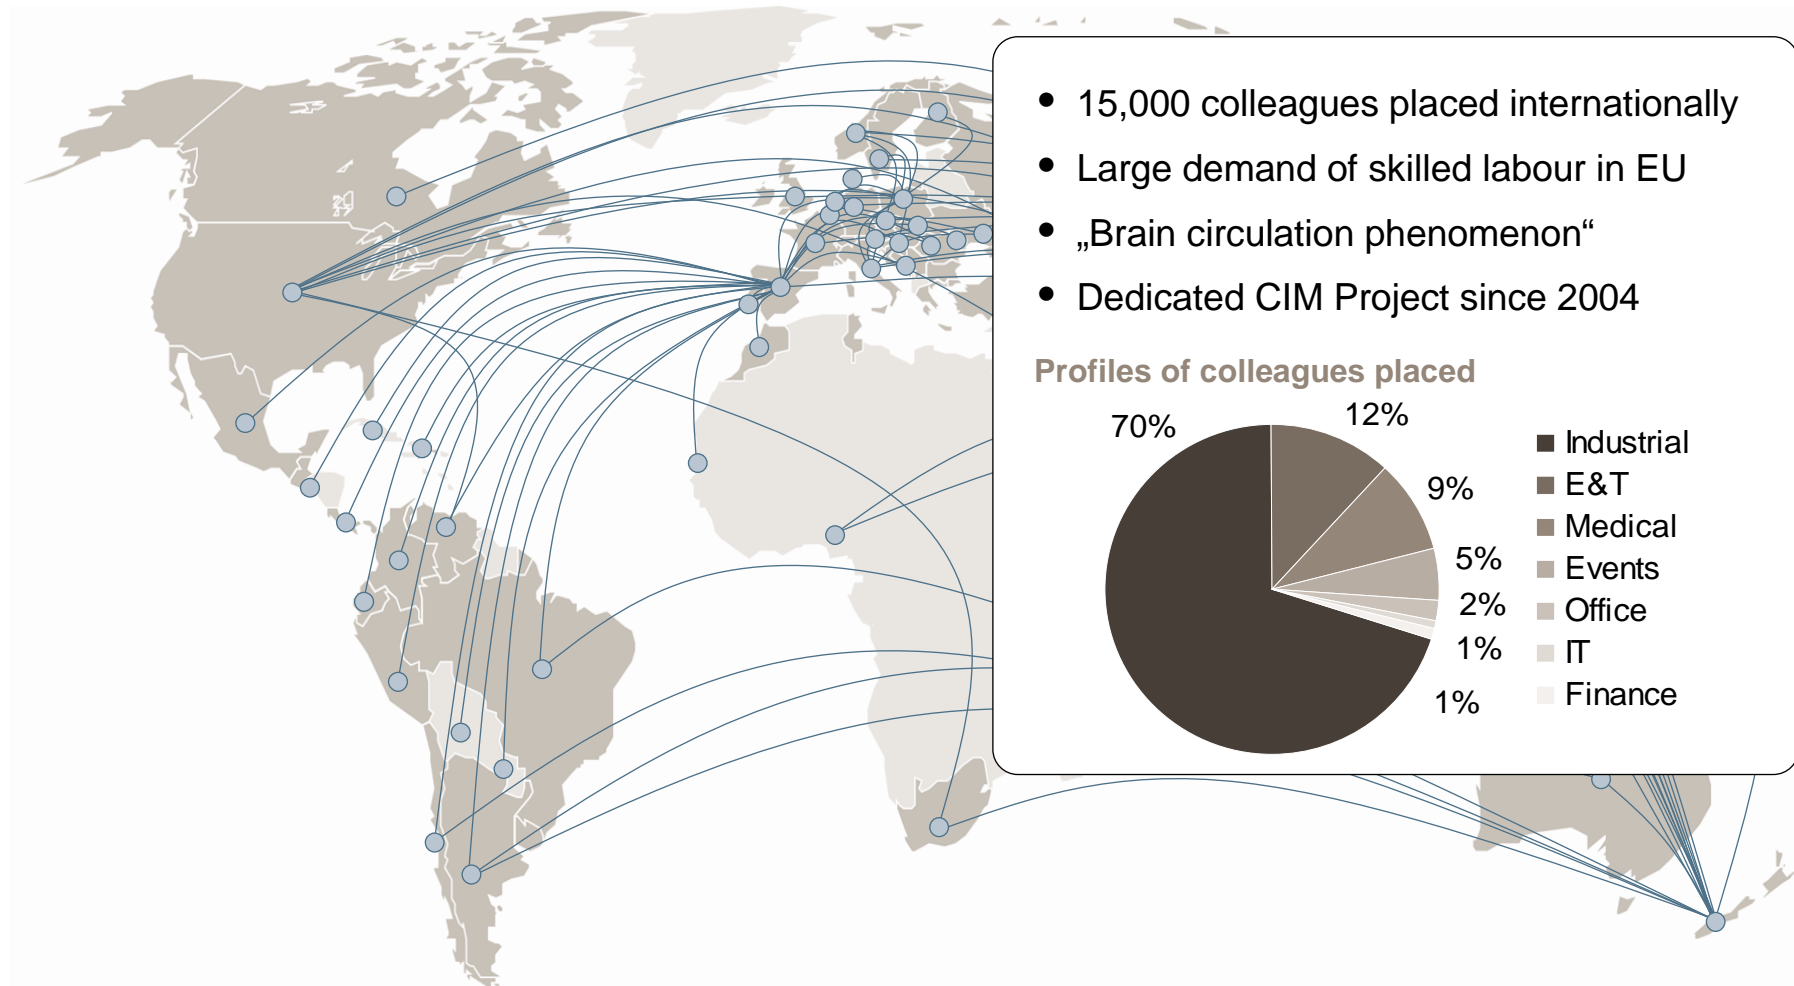 • 15,000 colleagues placed internationally
• Large demand of skilled labour in EU
• „Brain circulation phenomenon“
• Dedicated CIM Project since 2004
Profiles of colleagues placed
70%
12%
9%
5%
2%
1%
1%
Industrial
E&T
Medical
Events
Office
IT
Finance